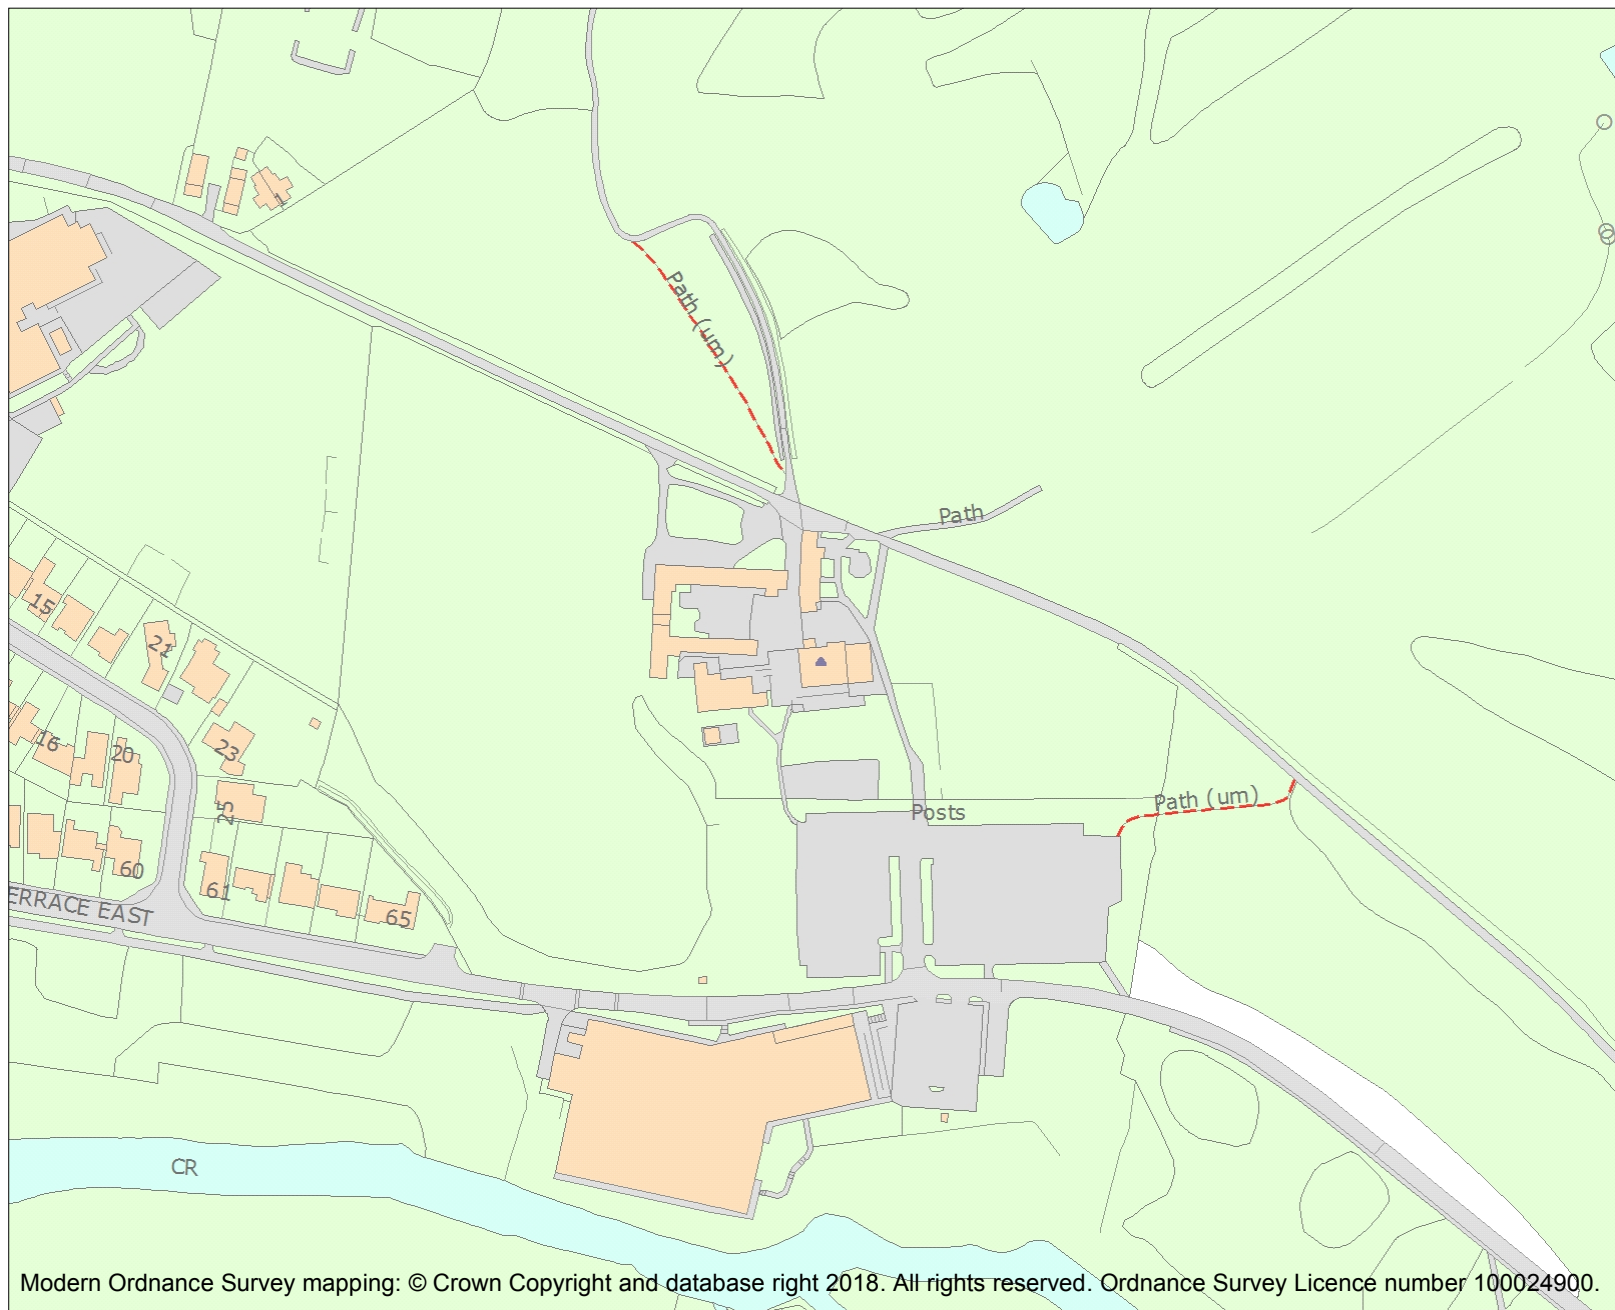 1
Path (um)
Path
15
21
16
20
23
25
Path (um)
Posts
60
61
65
ERRACE EAST
CR
Modern Ordnance Survey mapping: © Crown Copyright and database right 2018. All rights reserved. Ordnance Survey Licence number 100024900.